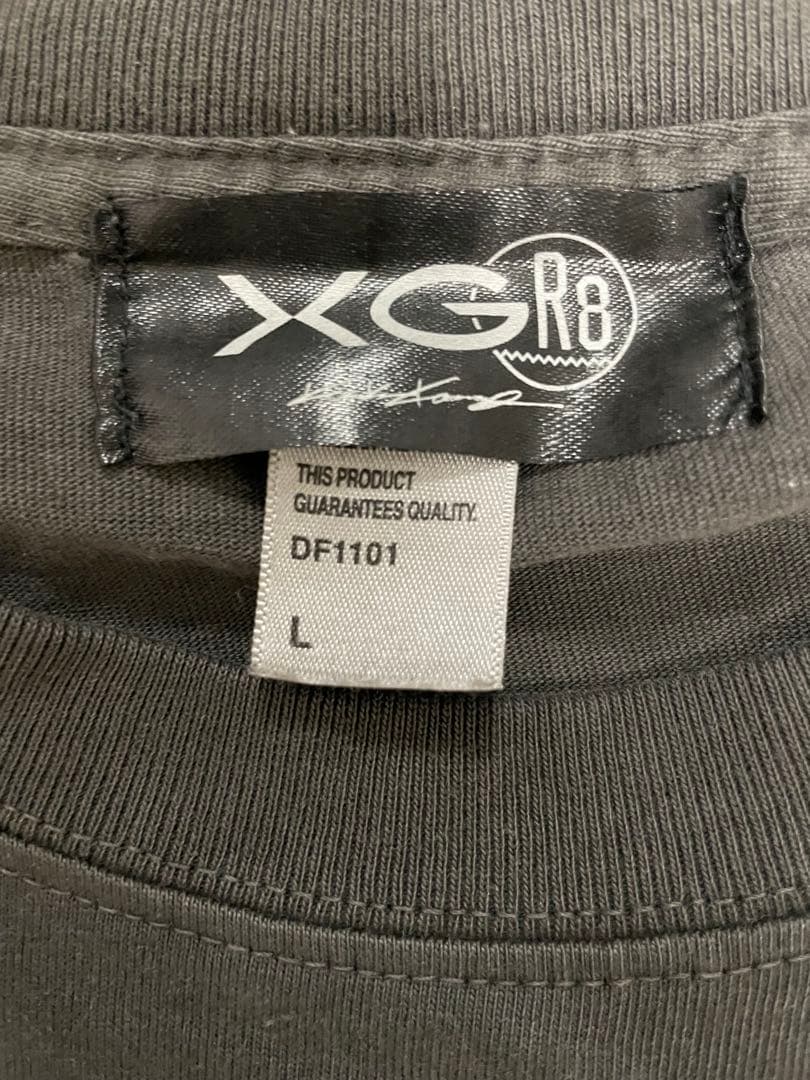 XGR8
THIS PRODUCT
GUARANTEES QUALITY.
DF1101
L